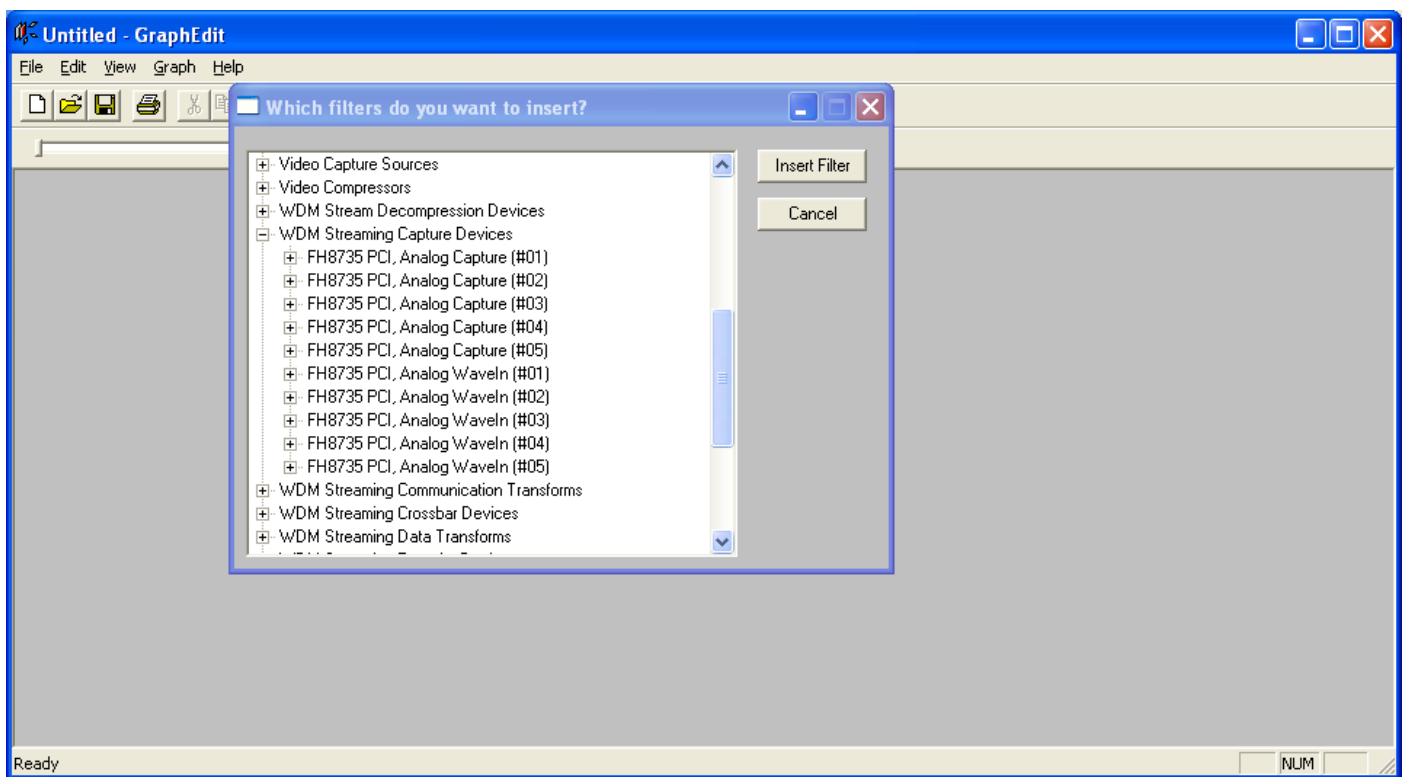 Untitled - GraphEdit
File Edit View Graph Help
Which filters do you want to insert?
Video Capture Sources
Video Compressors
WDM Stream Decompression Devices
WDM Streaming Capture Devices
FH8735 PCI, Analog Capture (#01)
FH8735 PCI, Analog Capture (#02)
FH8735 PCI, Analog Capture (#03)
FH8735 PCI, Analog Capture (#04)
FH8735 PCI, Analog Capture (#05)
FH8735 PCI, Analog WaveIn (#01)
FH8735 PCI, Analog WaveIn (#02)
FH8735 PCI, Analog WaveIn (#03)
FH8735 PCI, Analog WaveIn (#04)
FH8735 PCI, Analog WaveIn (#05)
WDM Streaming Communication Transforms
WDM Streaming Crossbar Devices
WDM Streaming Data Transforms
Insert Filter
Cancel
Ready
NUM